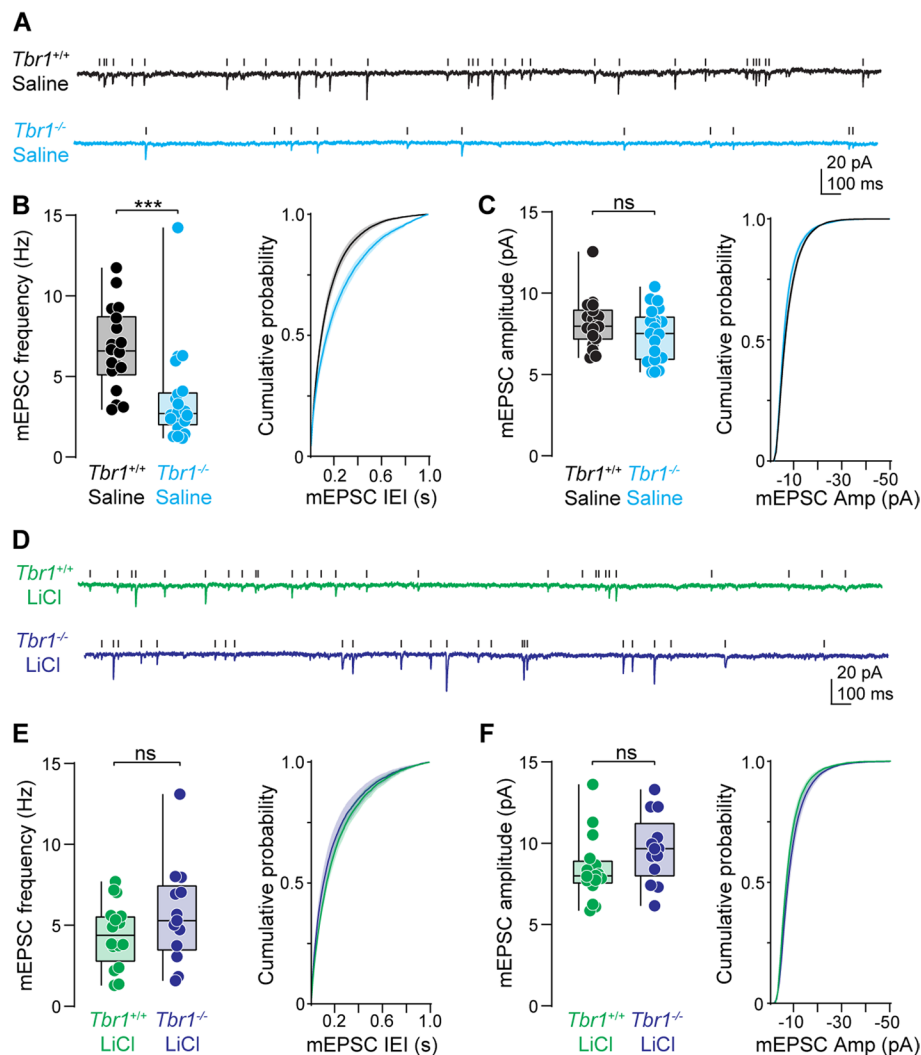 A
Tbr1+/+
Saline
Tbr1-/-
Saline
20 pA
100 ms
B
***
mEPSC frequency (Hz)
15
10
5
0
Tbr1+/+ Tbr1-/-
Saline Saline
Cumulative probability
1.0
0.5
0.2 0.6 1.0
mEPSC IEI (s)
C
ns
mEPSC amplitude (pA)
15
10
5
0
Tbr1+/+ Tbr1-/-
Saline Saline
Cumulative probability
1.0
0.5
0
-10 -30 -50
mEPSC Amp (pA)
D
Tbr1+/+
LiCl
Tbr1-/-
LiCl
20 pA
100 ms
E
ns
mEPSC frequency (Hz)
15
10
5
0
Tbr1+/+ Tbr1-/-
LiCl LiCl
Cumulative probability
1.0
0.5
0.2 0.6 1.0
mEPSC IEI (s)
F
ns
mEPSC amplitude (pA)
15
10
5
0
Tbr1+/+ Tbr1-/-
LiCl LiCl
Cumulative probability
1.0
0.5
0
-10 -30 -50
mEPSC Amp (pA)